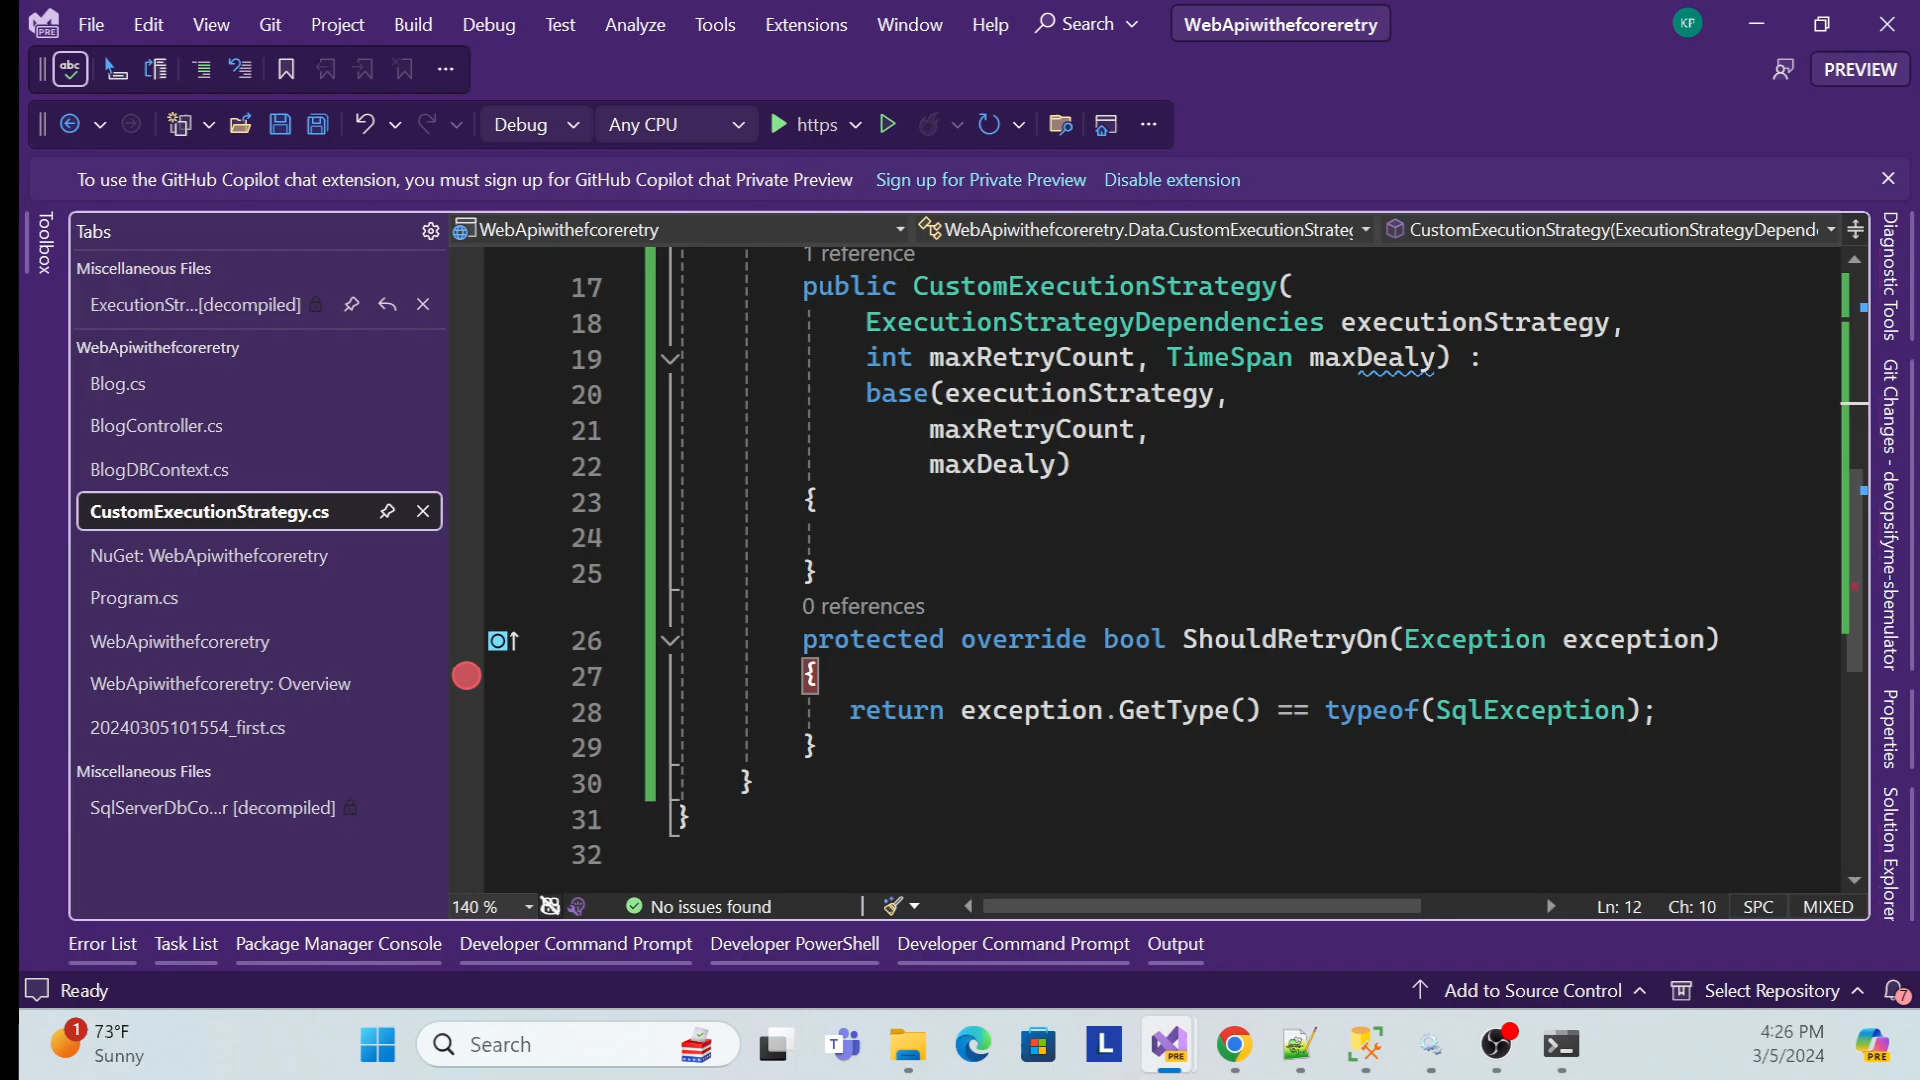 File Edit View Git Project Build Debug Test Analyze Tools Extensions Window Help Search WebApiwithefcoreretry KP
PRE
abc PREVIEW
Debug Any CPU https
To use the GitHub Copilot chat extension, you must sign up for GitHub Copilot chat Private Preview Sign up for Private Preview Disable extension
Toolbox
Tabs
Miscellaneous Files
ExecutionStr...[decompiled]
WebApiwithefcoreretry
Blog.cs
BlogController.cs
BlogDBContext.cs
CustomExecutionStrategy.cs
NuGet: WebApiwithefcoreretry
Program.cs
WebApiwithefcoreretry
WebApiwithefcoreretry: Overview
20240305101554_first.cs
Miscellaneous Files
SqlServerDbCo...r [decompiled]
WebApiwithefcoreretry WebApiwithefcoreretry.Data.CustomExecutionStrateg CustomExecutionStrategy(ExecutionStrategyDepend
1 reference
17 public CustomExecutionStrategy(
18 ExecutionStrategyDependencies executionStrategy,
19 int maxRetryCount, TimeSpan maxDealy) :
20 base(executionStrategy,
21 maxRetryCount,
22 maxDealy)
23 {
24
25 }
0 references
26 protected override bool ShouldRetryOn(Exception exception)
27 {
28 return exception.GetType() == typeof(SqlException);
29 }
30 }
31 }
32
140 % No issues found Ln: 12 Ch: 10 SPC MIXED
Diagnostic Tools
Git Changes - devopsifyme-sbemulator
Properties
Solution Explorer
Error List Task List Package Manager Console Developer Command Prompt Developer PowerShell Developer Command Prompt Output
Ready Add to Source Control Select Repository 7
1 73°F
Sunny
Search
T
L
PRE
4:26 PM
3/5/2024
PRE